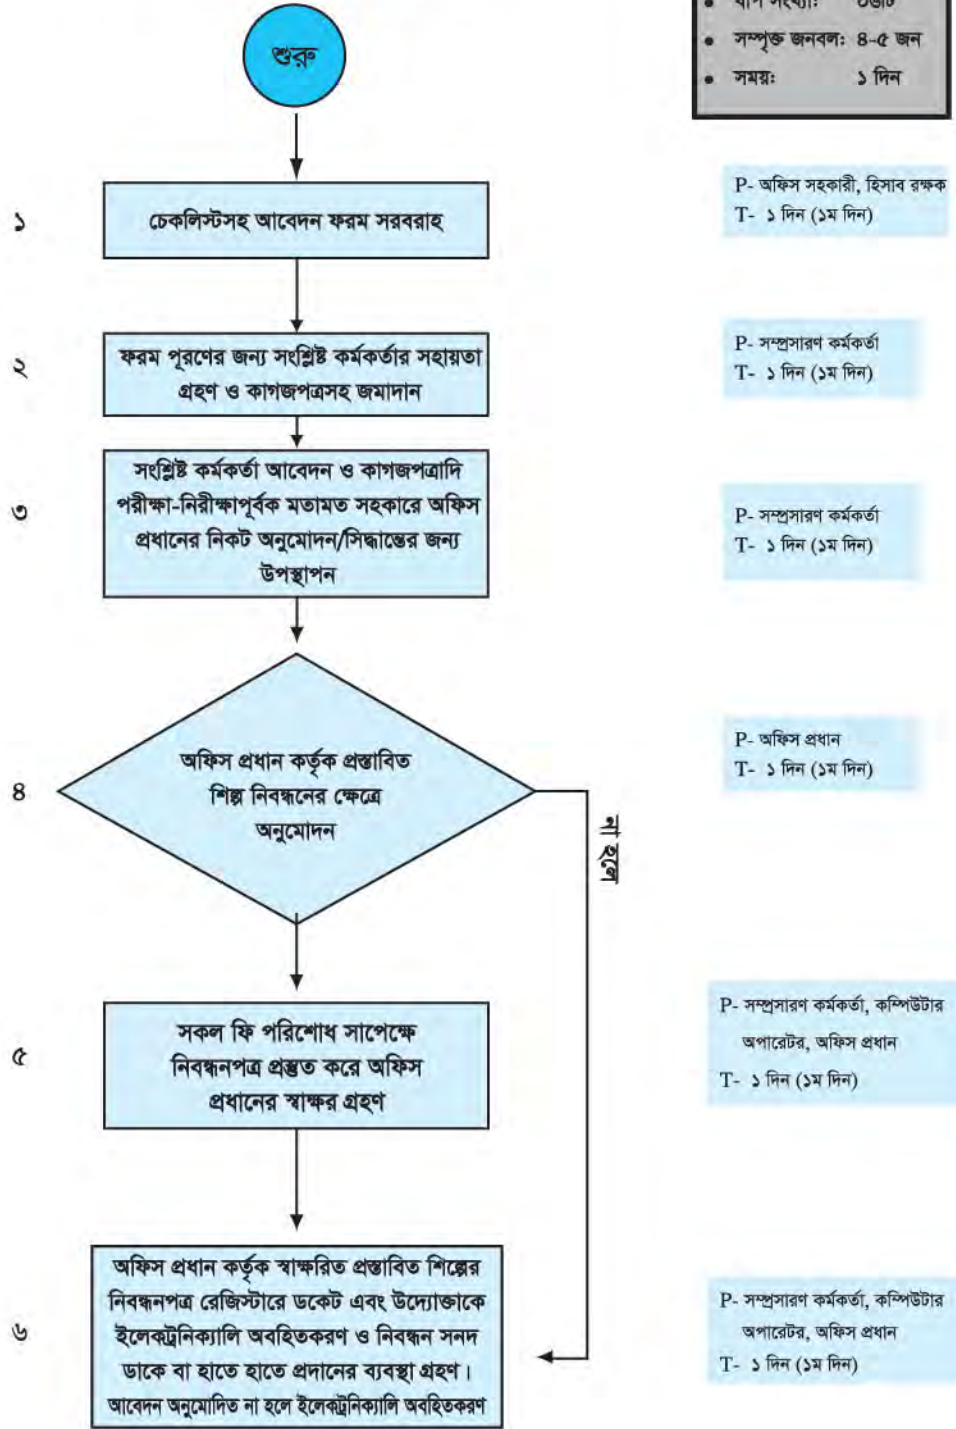 শুরু
• ধাপ সংখ্যা: ০৬টি
• সম্পৃক্ত জনবল: ৪-৫ জন
• সময়: ১ দিন
১
চেকলিস্টসহ আবেদন ফরম সরবরাহ
P- অফিস সহকারী, হিসাব রক্ষক
T- ১ দিন (১ম দিন)
২
ফরম পূরণের জন্য সংশ্লিষ্ট কর্মকর্তার সহায়তা
গ্রহণ ও কাগজপত্রসহ জমাদান
P- সম্প্রসারণ কর্মকর্তা
T- ১ দিন (১ম দিন)
৩
সংশ্লিষ্ট কর্মকর্তা আবেদন ও কাগজপত্রাদি
পরীক্ষা-নিরীক্ষাপূর্বক মতামত সহকারে অফিস
প্রধানের নিকট অনুমোদন/সিদ্ধান্তের জন্য
উপস্থাপন
P- সম্প্রসারণ কর্মকর্তা
T- ১ দিন (১ম দিন)
৪
অফিস প্রধান কর্তৃক প্রস্তাবিত
শিল্প নিবন্ধনের ক্ষেত্রে
অনুমোদন
না হলে
P- অফিস প্রধান
T- ১ দিন (১ম দিন)
৫
সকল ফি পরিশোধ সাপেক্ষে
নিবন্ধনপত্র প্রস্তুত করে অফিস
প্রধানের স্বাক্ষর গ্রহণ
P- সম্প্রসারণ কর্মকর্তা, কম্পিউটার
অপারেটর, অফিস প্রধান
T- ১ দিন (১ম দিন)
৬
অফিস প্রধান কর্তৃক স্বাক্ষরিত প্রস্তাবিত শিল্পের
নিবন্ধনপত্র রেজিস্টারে ডকেট এবং উদ্যোক্তাকে
ইলেকট্রনিক্যালি অবহিতকরণ ও নিবন্ধন সনদ
ডাকে বা হাতে হাতে প্রদানের ব্যবস্থা গ্রহণ।
আবেদন অনুমোদিত না হলে ইলেকট্রনিক্যালি অবহিতকরণ
P- সম্প্রসারণ কর্মকর্তা, কম্পিউটার
অপারেটর, অফিস প্রধান
T- ১ দিন (১ম দিন)